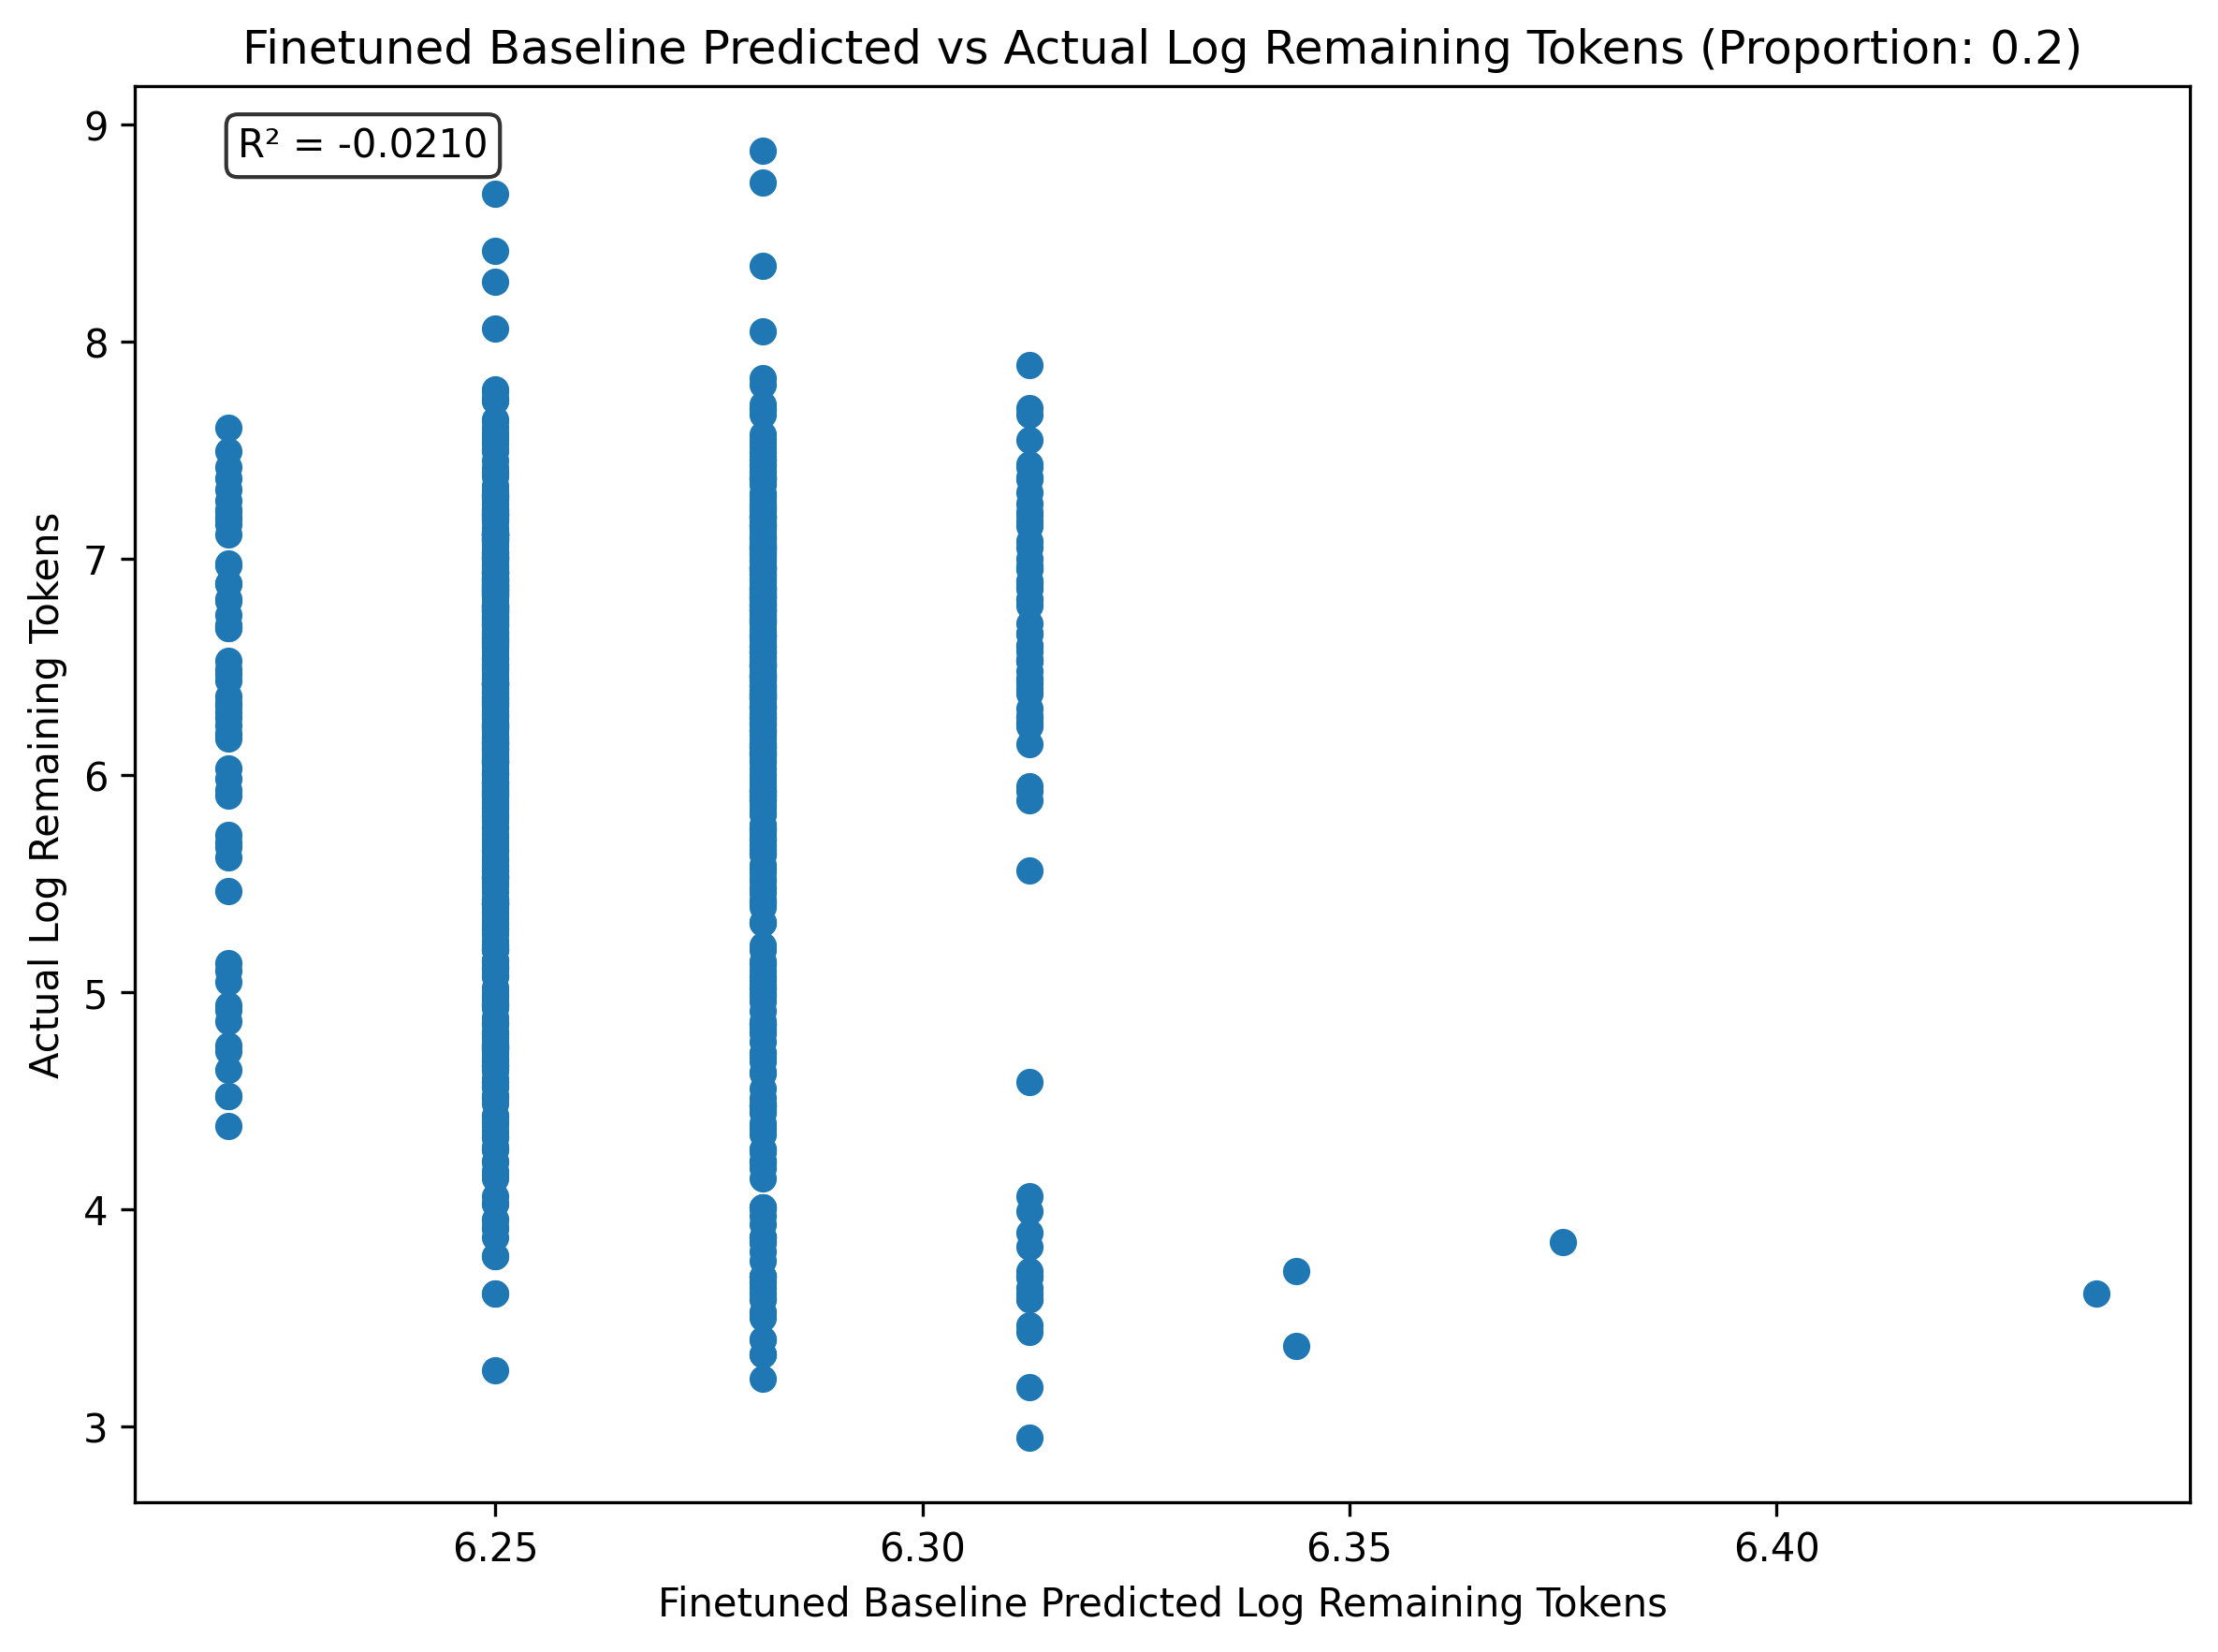 Finetuned Baseline Predicted vs Actual Log Remaining Tokens (Proportion: 0.2)
R² = -0.0210
9
8
7
6
5
4
3
Actual Log Remaining Tokens
6.25 6.30 6.35 6.40
Finetuned Baseline Predicted Log Remaining Tokens